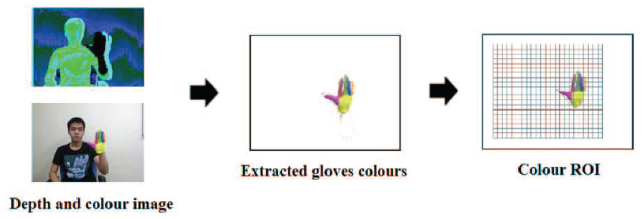 Extracted gloves colours
Colour ROI
Depth and colour image